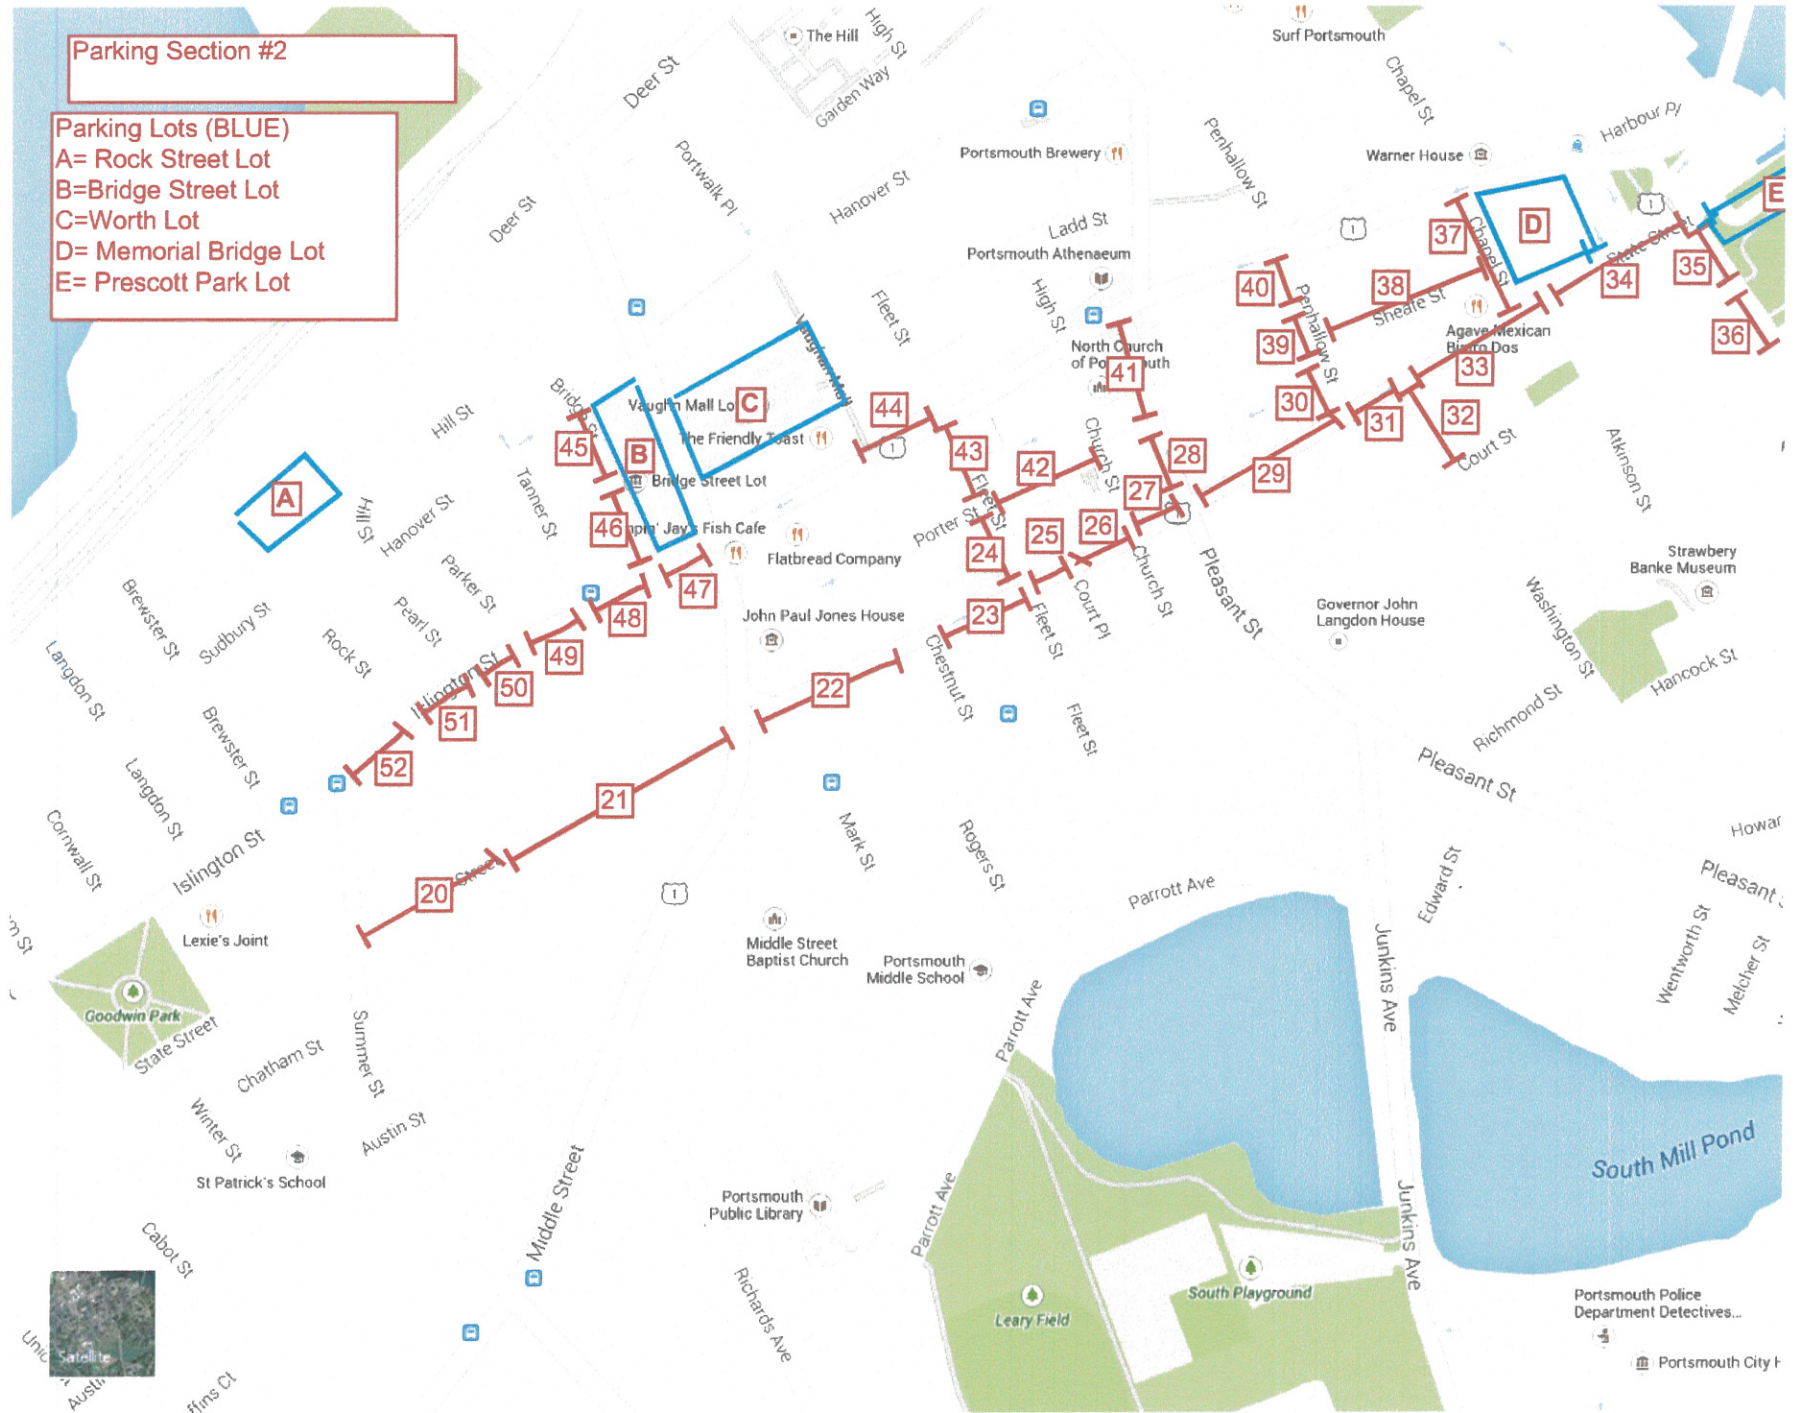 Parking Section #2
Parking Lots (BLUE)
A= Rock Street Lot
B=Bridge Street Lot
C=Worth Lot
D= Memorial Bridge Lot
E= Prescott Park Lot
The Hill
High St
Garden Way
Deer St
Surf Portsmouth
Chapel St
Harbour Pl
Portsmouth Brewery
Penhallow St
Warner House
Portwalk Pl
Hanover St
Deer St
Ladd St
Portsmouth Athenaeum
1
1
E
D
37
Chapel St
State Street
34
35
36
40
38
Sheafe St
Penhallow St
39
Agave Mexican
Bistro Dos
33
High St
Fleet St
North Church
41
Vaughan Mall
C
The Friendly Toast
44
1
43
42
Church St
28
30
31
32
Court St
Atkinson St
29
27
Hill St
Bridge St
45
B
Bridge Street Lot
46
Flatbread Company
A
Hill St
Hanover St
Tanner St
Porter St
Fleet St
24
25
26
Court Pl
Church St
Pleasant St
Strawbery
Banke Museum
Washington St
Hancock St
Richmond St
Governor John
Langdon House
Brewster St
Sudbury St
Parker St
Pearl St
Rock St
47
48
49
50
51
52
Islington St
John Paul Jones House
23
Fleet St
Chestnut St
22
Fleet St
21
20
Street
Langdon St
Brewster St
Langdon St
Cornwall St
Islington St
Mark St
Rogers St
Pleasant St
Howar
Pleasant S
Edward St
Wentworth St
Melcher St
Parrott Ave
Junkins Ave
1
Lexie's Joint
Goodwin Park
State Street
Chatham St
Summer St
Winter St
Austin St
Middle Street
Baptist Church
Portsmouth
Middle School
Parrott Ave
St Patrick's School
Cabot St
Middle Street
Portsmouth
Public Library
Parrott Ave
Richards Ave
Leary Field
South Playground
Junkins Ave
South Mill Pond
Portsmouth Police
Department Detectives...
Portsmouth City H
Satellite